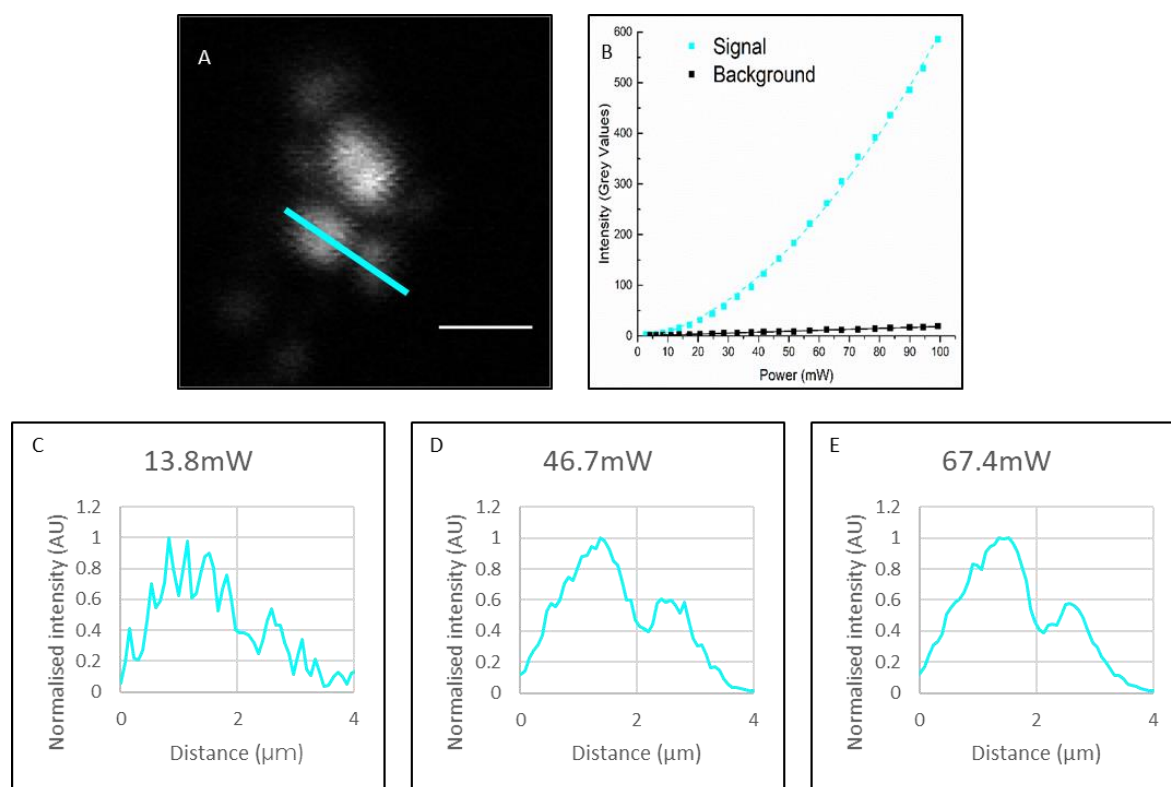 A
B
Signal
Background
Intensity (Grey Values)
600
500
400
300
200
100
0
0 10 20 30 40 50 60 70 80 90 100
Power (mW)
C
13.8mW
Normalised intensity (AU)
1.2
1
0.8
0.6
0.4
0.2
0
0 2 4
Distance (μm)
D
46.7mW
Normalised intensity (AU)
1.2
1
0.8
0.6
0.4
0.2
0
0 2 4
Distance (μm)
E
67.4mW
Normalised intensity (AU)
1.2
1
0.8
0.6
0.4
0.2
0
0 2 4
Distance (μm)